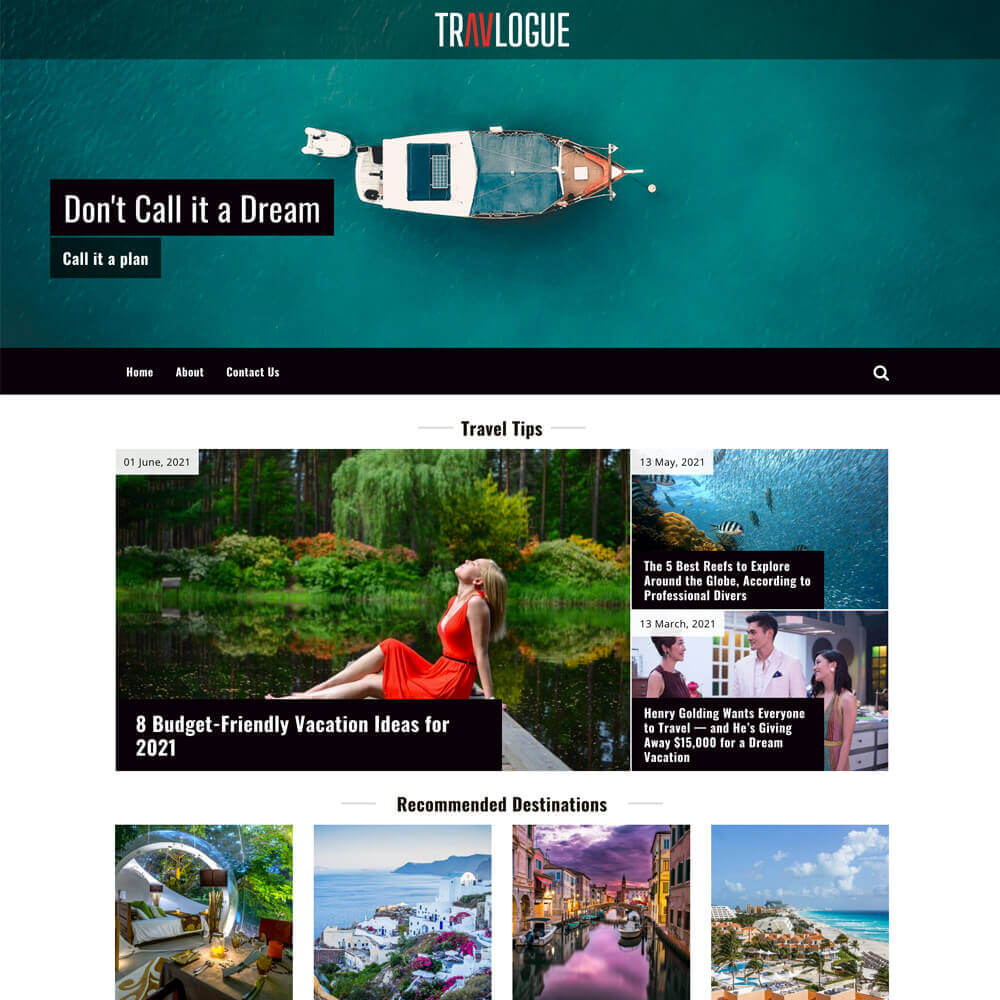 TRAVLOGUE
Don't Call it a Dream
Call it a plan
Home About Contact Us
Travel Tips
01 June, 2021
8 Budget-Friendly Vacation Ideas for
2021
13 May, 2021
The 5 Best Reefs to Explore
Around the Globe, According to
Professional Divers
13 March, 2021
Henry Golding Wants Everyone
to Travel — and He's Giving
Away $15,000 for a Dream
Vacation
Recommended Destinations